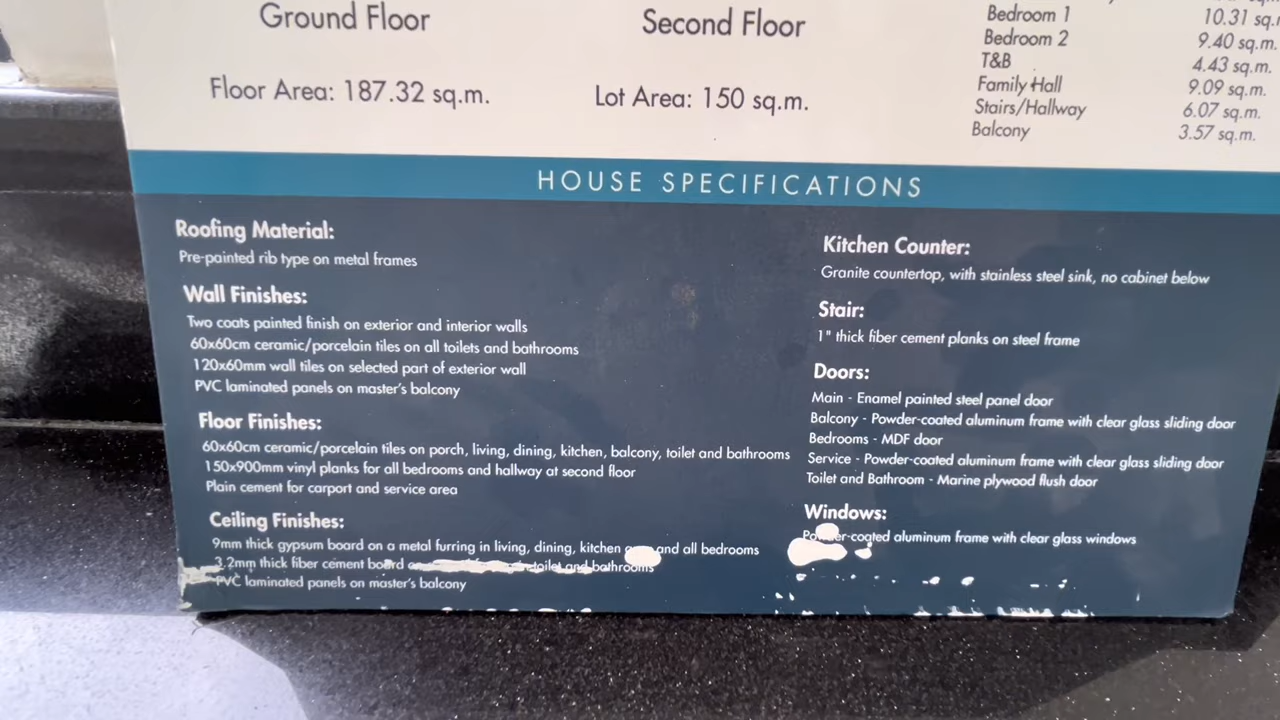 Ground Floor
Second Floor
Floor Area: 187.32 sq.m.
Lot Area: 150 sq.m.
Bedroom 1 10.31 sq.
Bedroom 2 9.40 sq.m.
T&B 4.43 sq.m.
Family Hall 9.09 sq.m.
Stairs/Hallway 6.07 sq.m.
Balcony 3.57 sq.m.
HOUSE SPECIFICATIONS
Roofing Material:
Pre-painted rib type on metal frames
Wall Finishes:
Two coats painted finish on exterior and interior walls
60x60cm ceramic/porcelain tiles on all toilets and bathrooms
120x60mm wall tiles on selected part of exterior wall
PVC laminated panels on master's balcony
Floor Finishes:
60x60cm ceramic/porcelain tiles on porch, living, dining, kitchen, balcony, toilet and bathrooms
150x900mm vinyl planks for all bedrooms and hallway at second floor
Plain cement for carport and service area
Ceiling Finishes:
9mm thick gypsum board on a metal furring in living, dining, kitchen and all bedrooms
3.2mm thick fiber cement board toilet and bathrooms
PVC laminated panels on master's balcony
Kitchen Counter:
Granite countertop, with stainless steel sink, no cabinet below
Stair:
1" thick fiber cement planks on steel frame
Doors:
Main - Enamel painted steel panel door
Balcony - Powder-coated aluminum frame with clear glass sliding door
Bedrooms - MDF door
Service - Powder-coated aluminum frame with clear glass sliding door
Toilet and Bathroom - Marine plywood flush door
Windows:
Powder-coated aluminum frame with clear glass windows